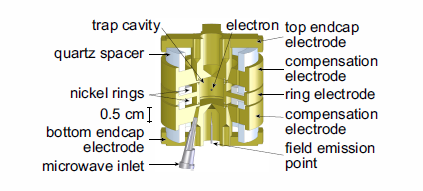 trap cavity
electron
top endcap
electrode
quartz spacer
compensation
electrode
nickel rings
ring electrode
0.5 cm
compensation
electrode
bottom endcap
electrode
field emission
point
microwave inlet